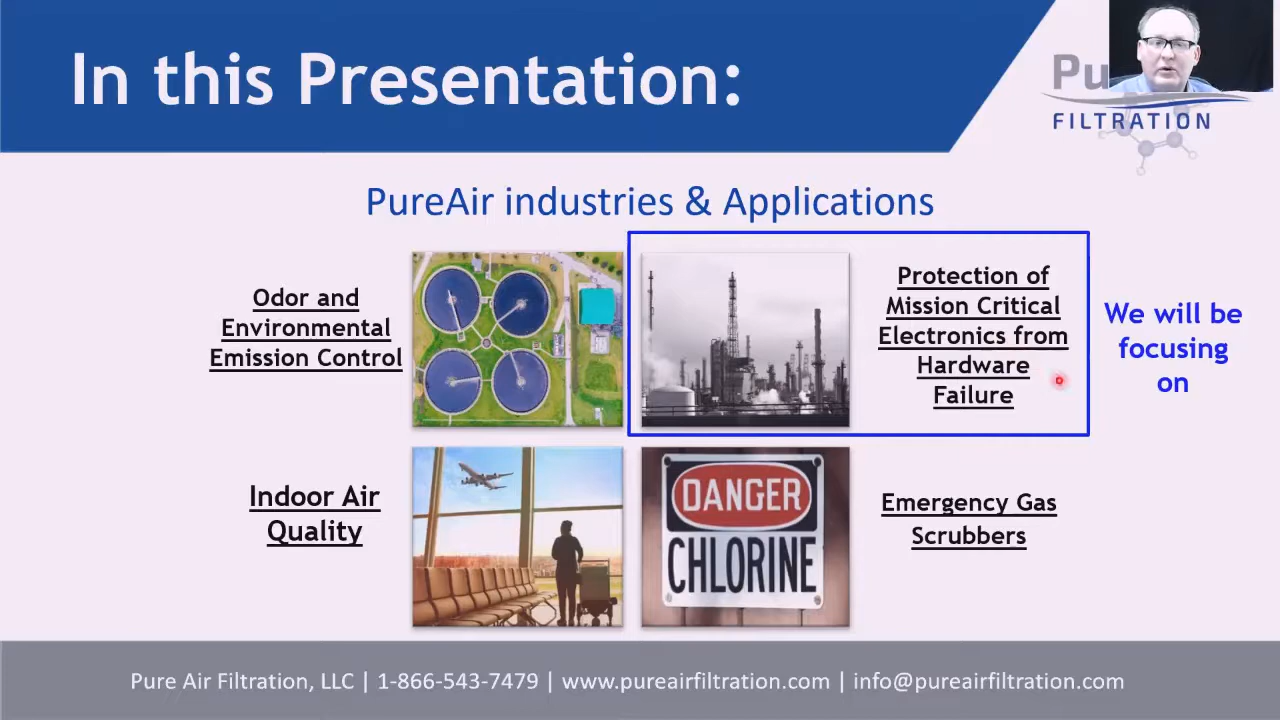 In this Presentation:
Pu
FILTRATION
PureAir industries & Applications
Odor and
Environmental
Emission Control
Protection of
Mission Critical
Electronics from
Hardware
Failure
We will be
focusing
on
Indoor Air
Quality
DANGER
CHLORINE
Emergency Gas
Scrubbers
Pure Air Filtration, LLC | 1-866-543-7479 | www.pureairfiltration.com | info@pureairfiltration.com